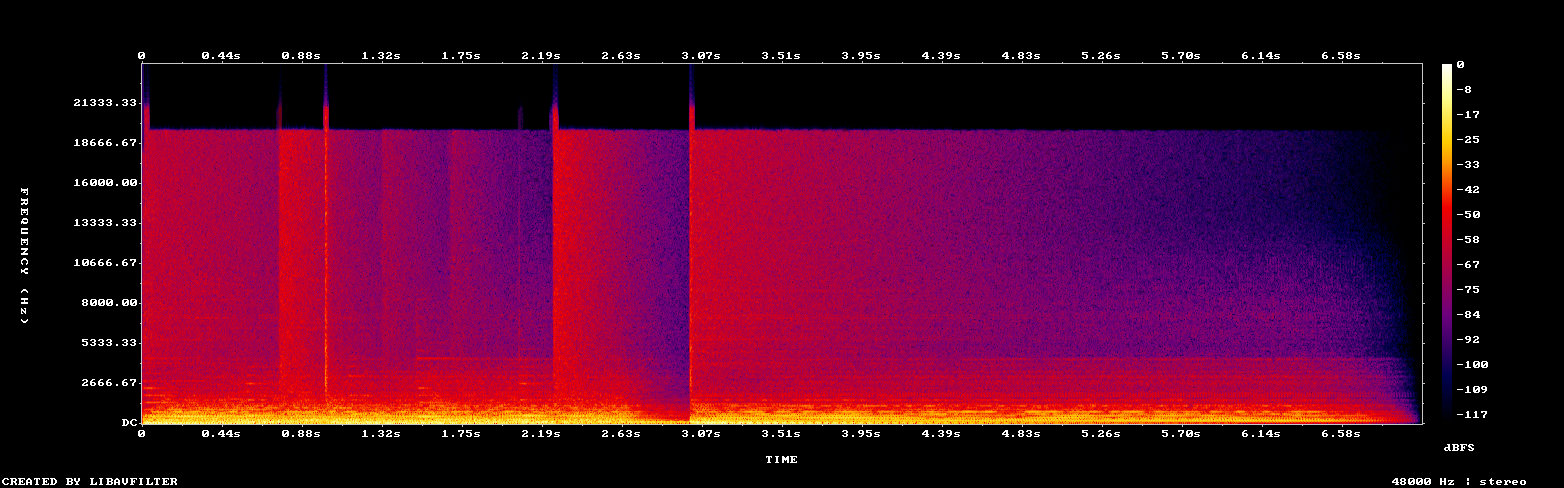 0 0.44s 0.88s 1.32s 1.75s 2.19s 2.63s 3.07s 3.51s 3.95s 4.39s 4.83s 5.26s 5.70s 6.14s 6.58s
21333.33
18666.67
16000.00
13333.33
10666.67
8000.00
5333.33
2666.67
DC
FREQUENCY (Hz)
0
-8
-17
-25
-33
-42
-50
-58
-67
-75
-84
-92
-100
-109
-117
dBFS
0 0.44s 0.88s 1.32s 1.75s 2.19s 2.63s 3.07s 3.51s 3.95s 4.39s 4.83s 5.26s 5.70s 6.14s 6.58s
TIME
CREATED BY LIBAVFILTER
48000 Hz | stereo